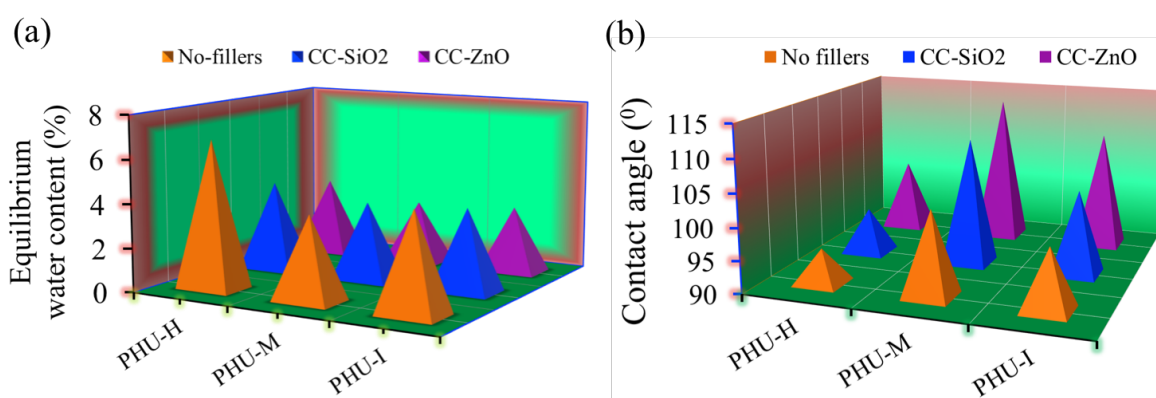 (a)
No-fillers CC-SiO2 CC-ZnO
Equilibrium
water content (%)
8
6
4
2
0
PHU-H
PHU-M
PHU-I
(b)
No fillers CC-SiO2 CC-ZnO
Contact angle (⁰)
115
110
105
100
95
90
PHU-H
PHU-M
PHU-I